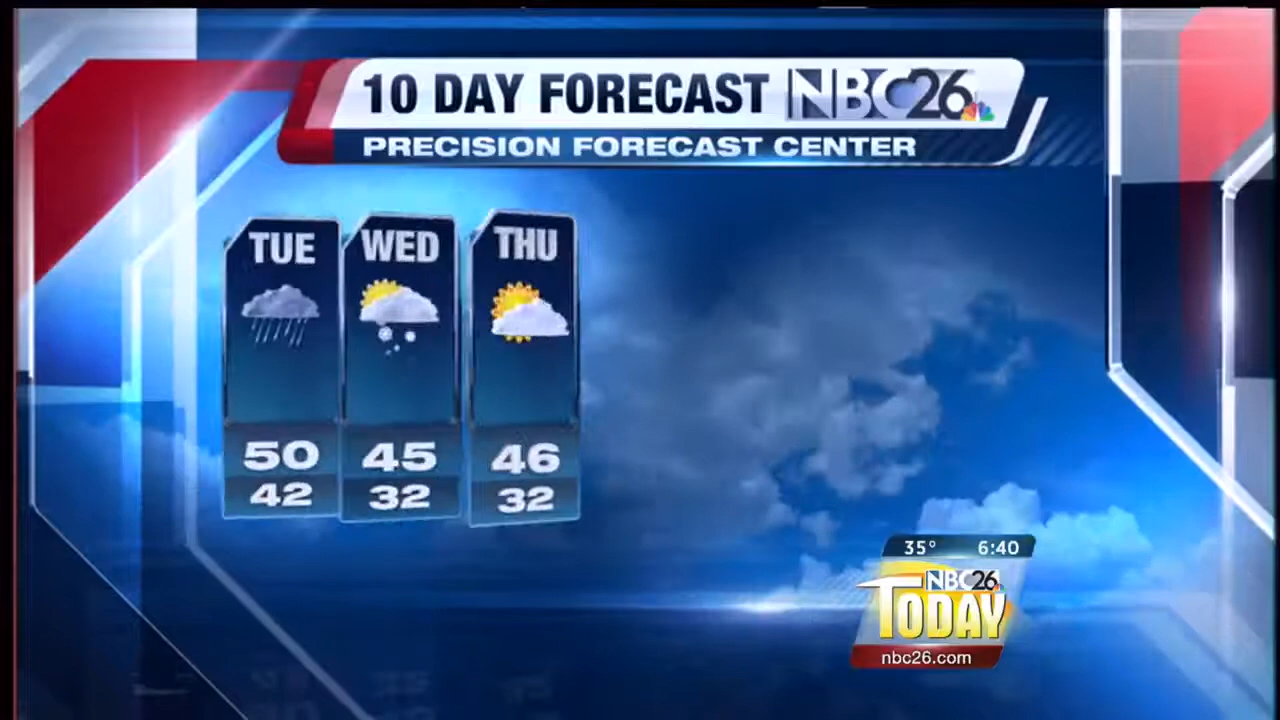 10 DAY FORECAST NBC26
PRECISION FORECAST CENTER
TUE WED THU
50 45 46
42 32 32
35° 6:40
NBC26
TODAY
nbc26.com